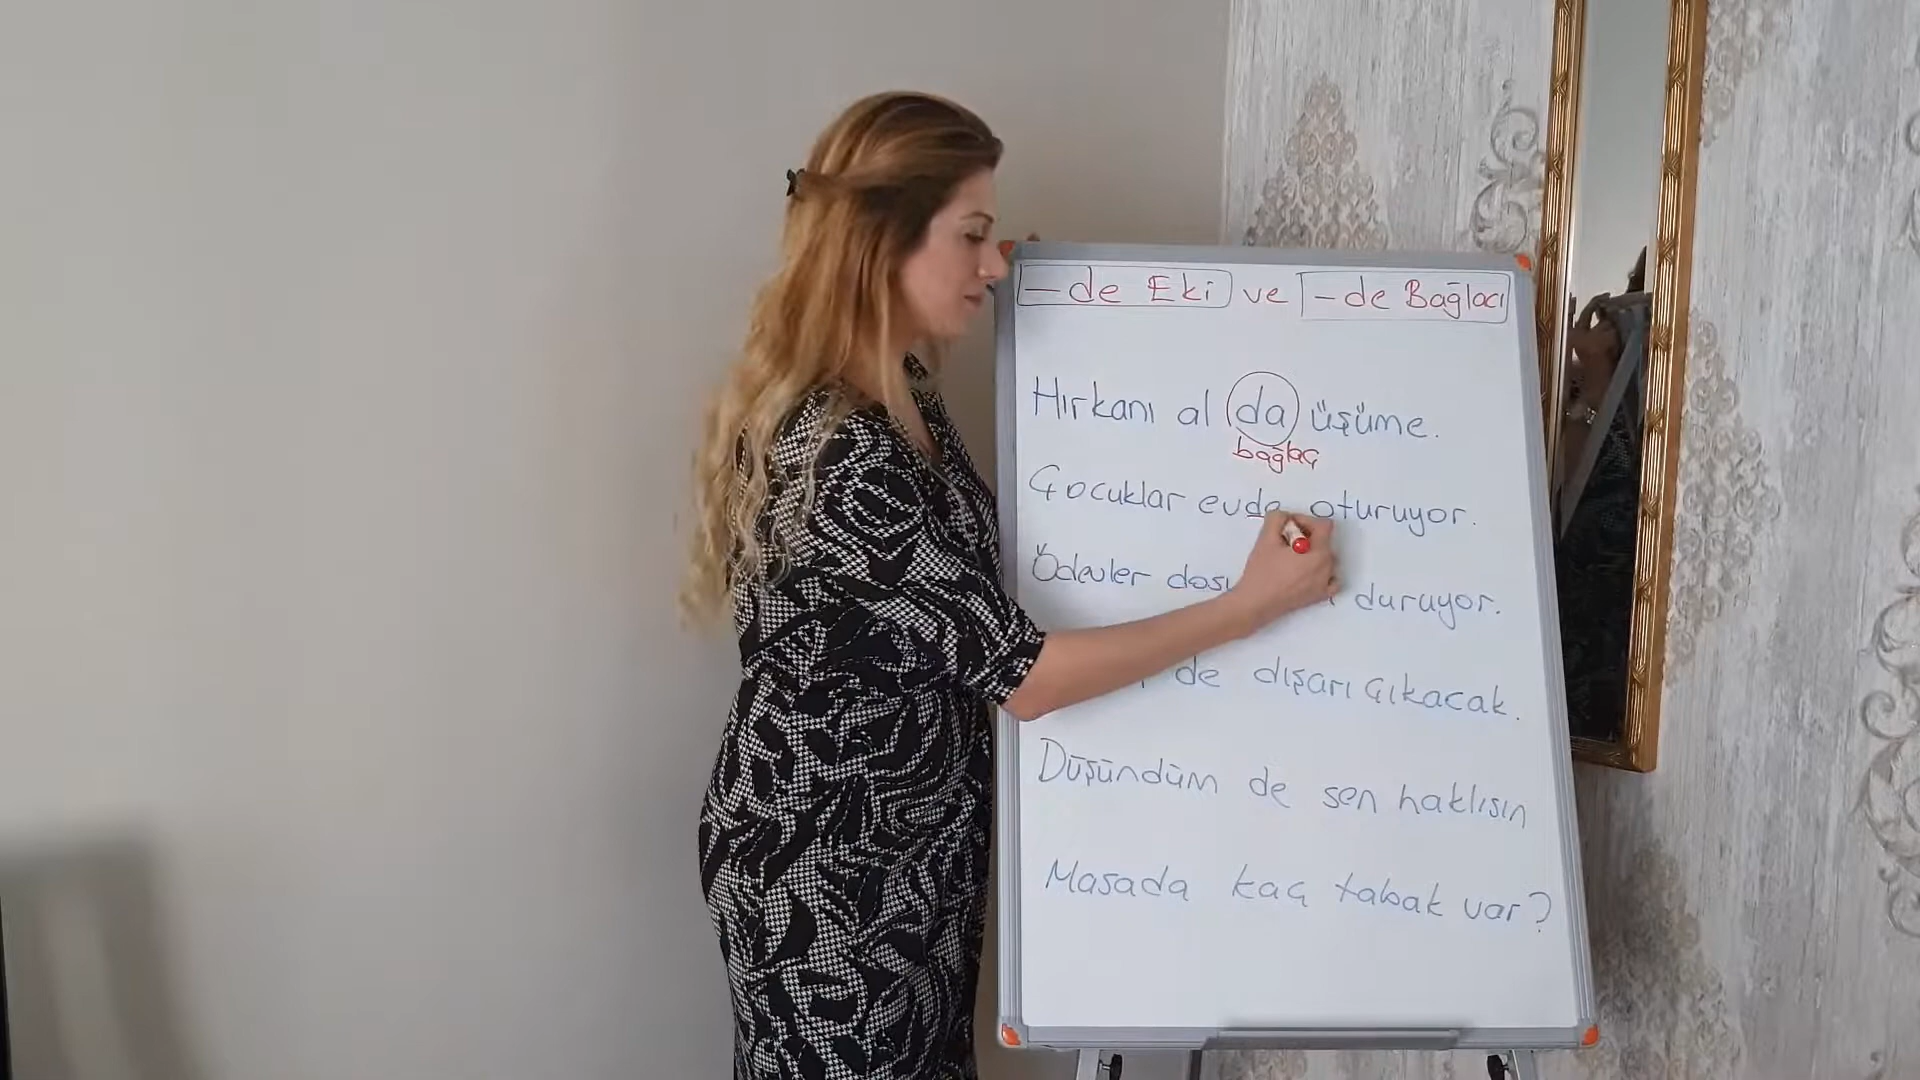 -de Eki ve -de Bağlacı
Hırkanı al da üşüme.
bağlaç
Çocuklar evde oturuyor.
Ödevler duruyor.
de dışarı çıkacak.
Düşündüm de sen haklısın
Masada kaç tabak var?